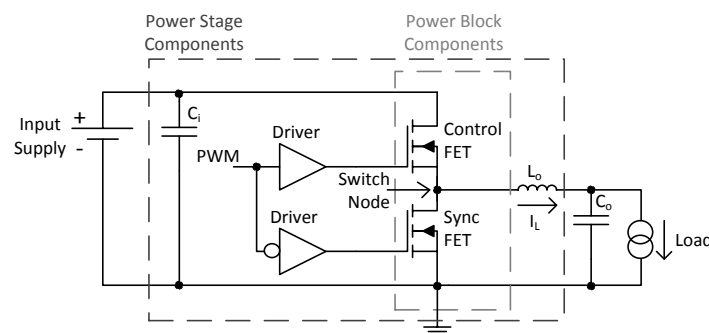 Power Stage
Components
Power Block
Components
Input
Supply
+
-
Ci
PWM
Driver
Driver
Control
FET
Switch
Node
Sync
FET
Lo
IL
Co
Load